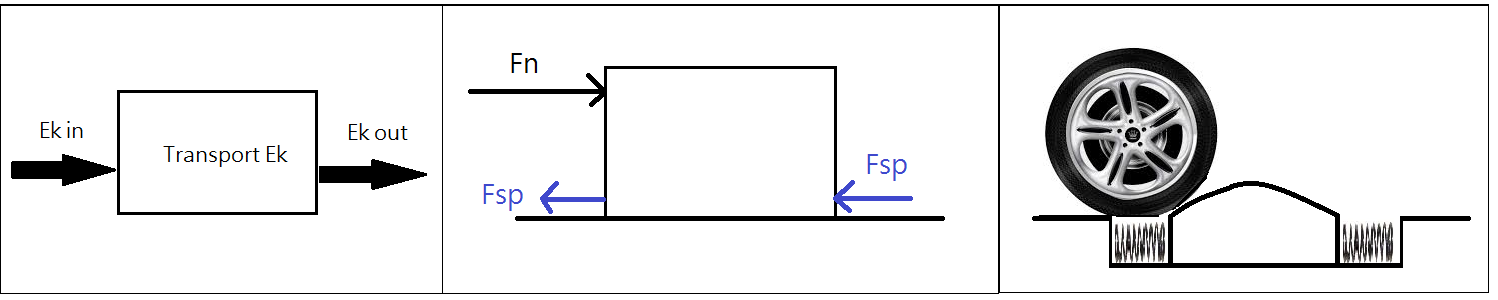 Ek in
Transport Ek
Ek out
Fn
Fsp
Fsp